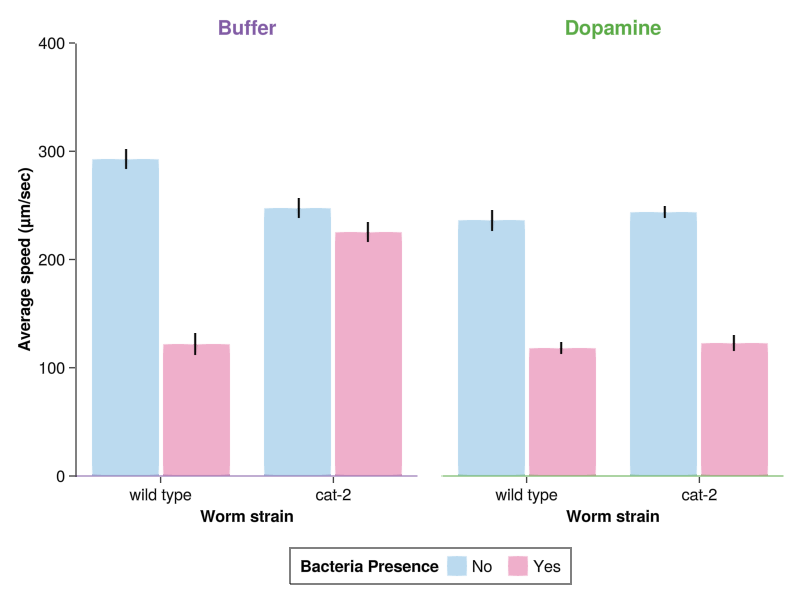 Buffer
Dopamine
400
300
200
100
0
Average speed (µm/sec)
wild type
cat-2
wild type
cat-2
Worm strain
Worm strain
Bacteria Presence No Yes